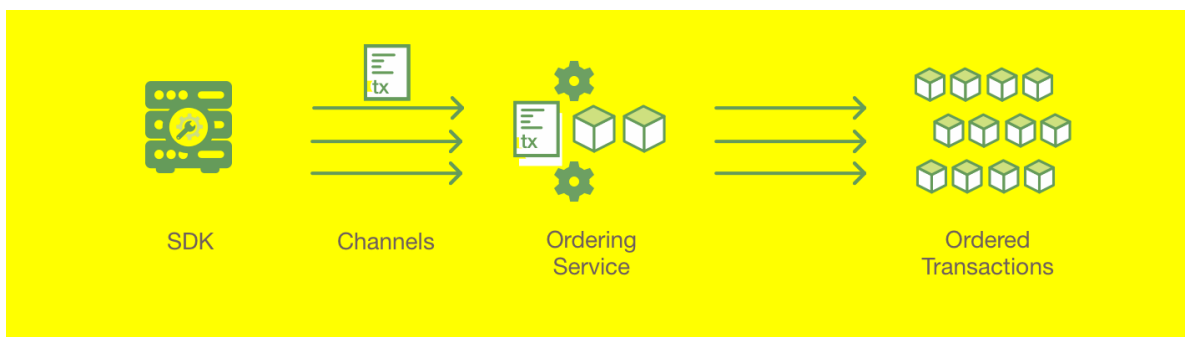 tx
tx
SDK
Channels
Ordering
Service
Ordered
Transactions